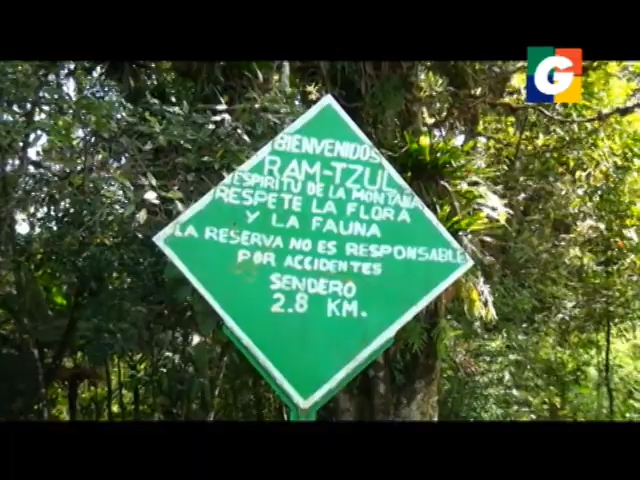 G
BIENVENIDOS
RAM-TZUL
ESPIRITU DE LA MONTAÑA
RESPETE LA FLORA
Y LA FAUNA
LA RESERVA NO ES RESPONSABLE
POR ACCIDENTES
SENDERO
2.8 KM.